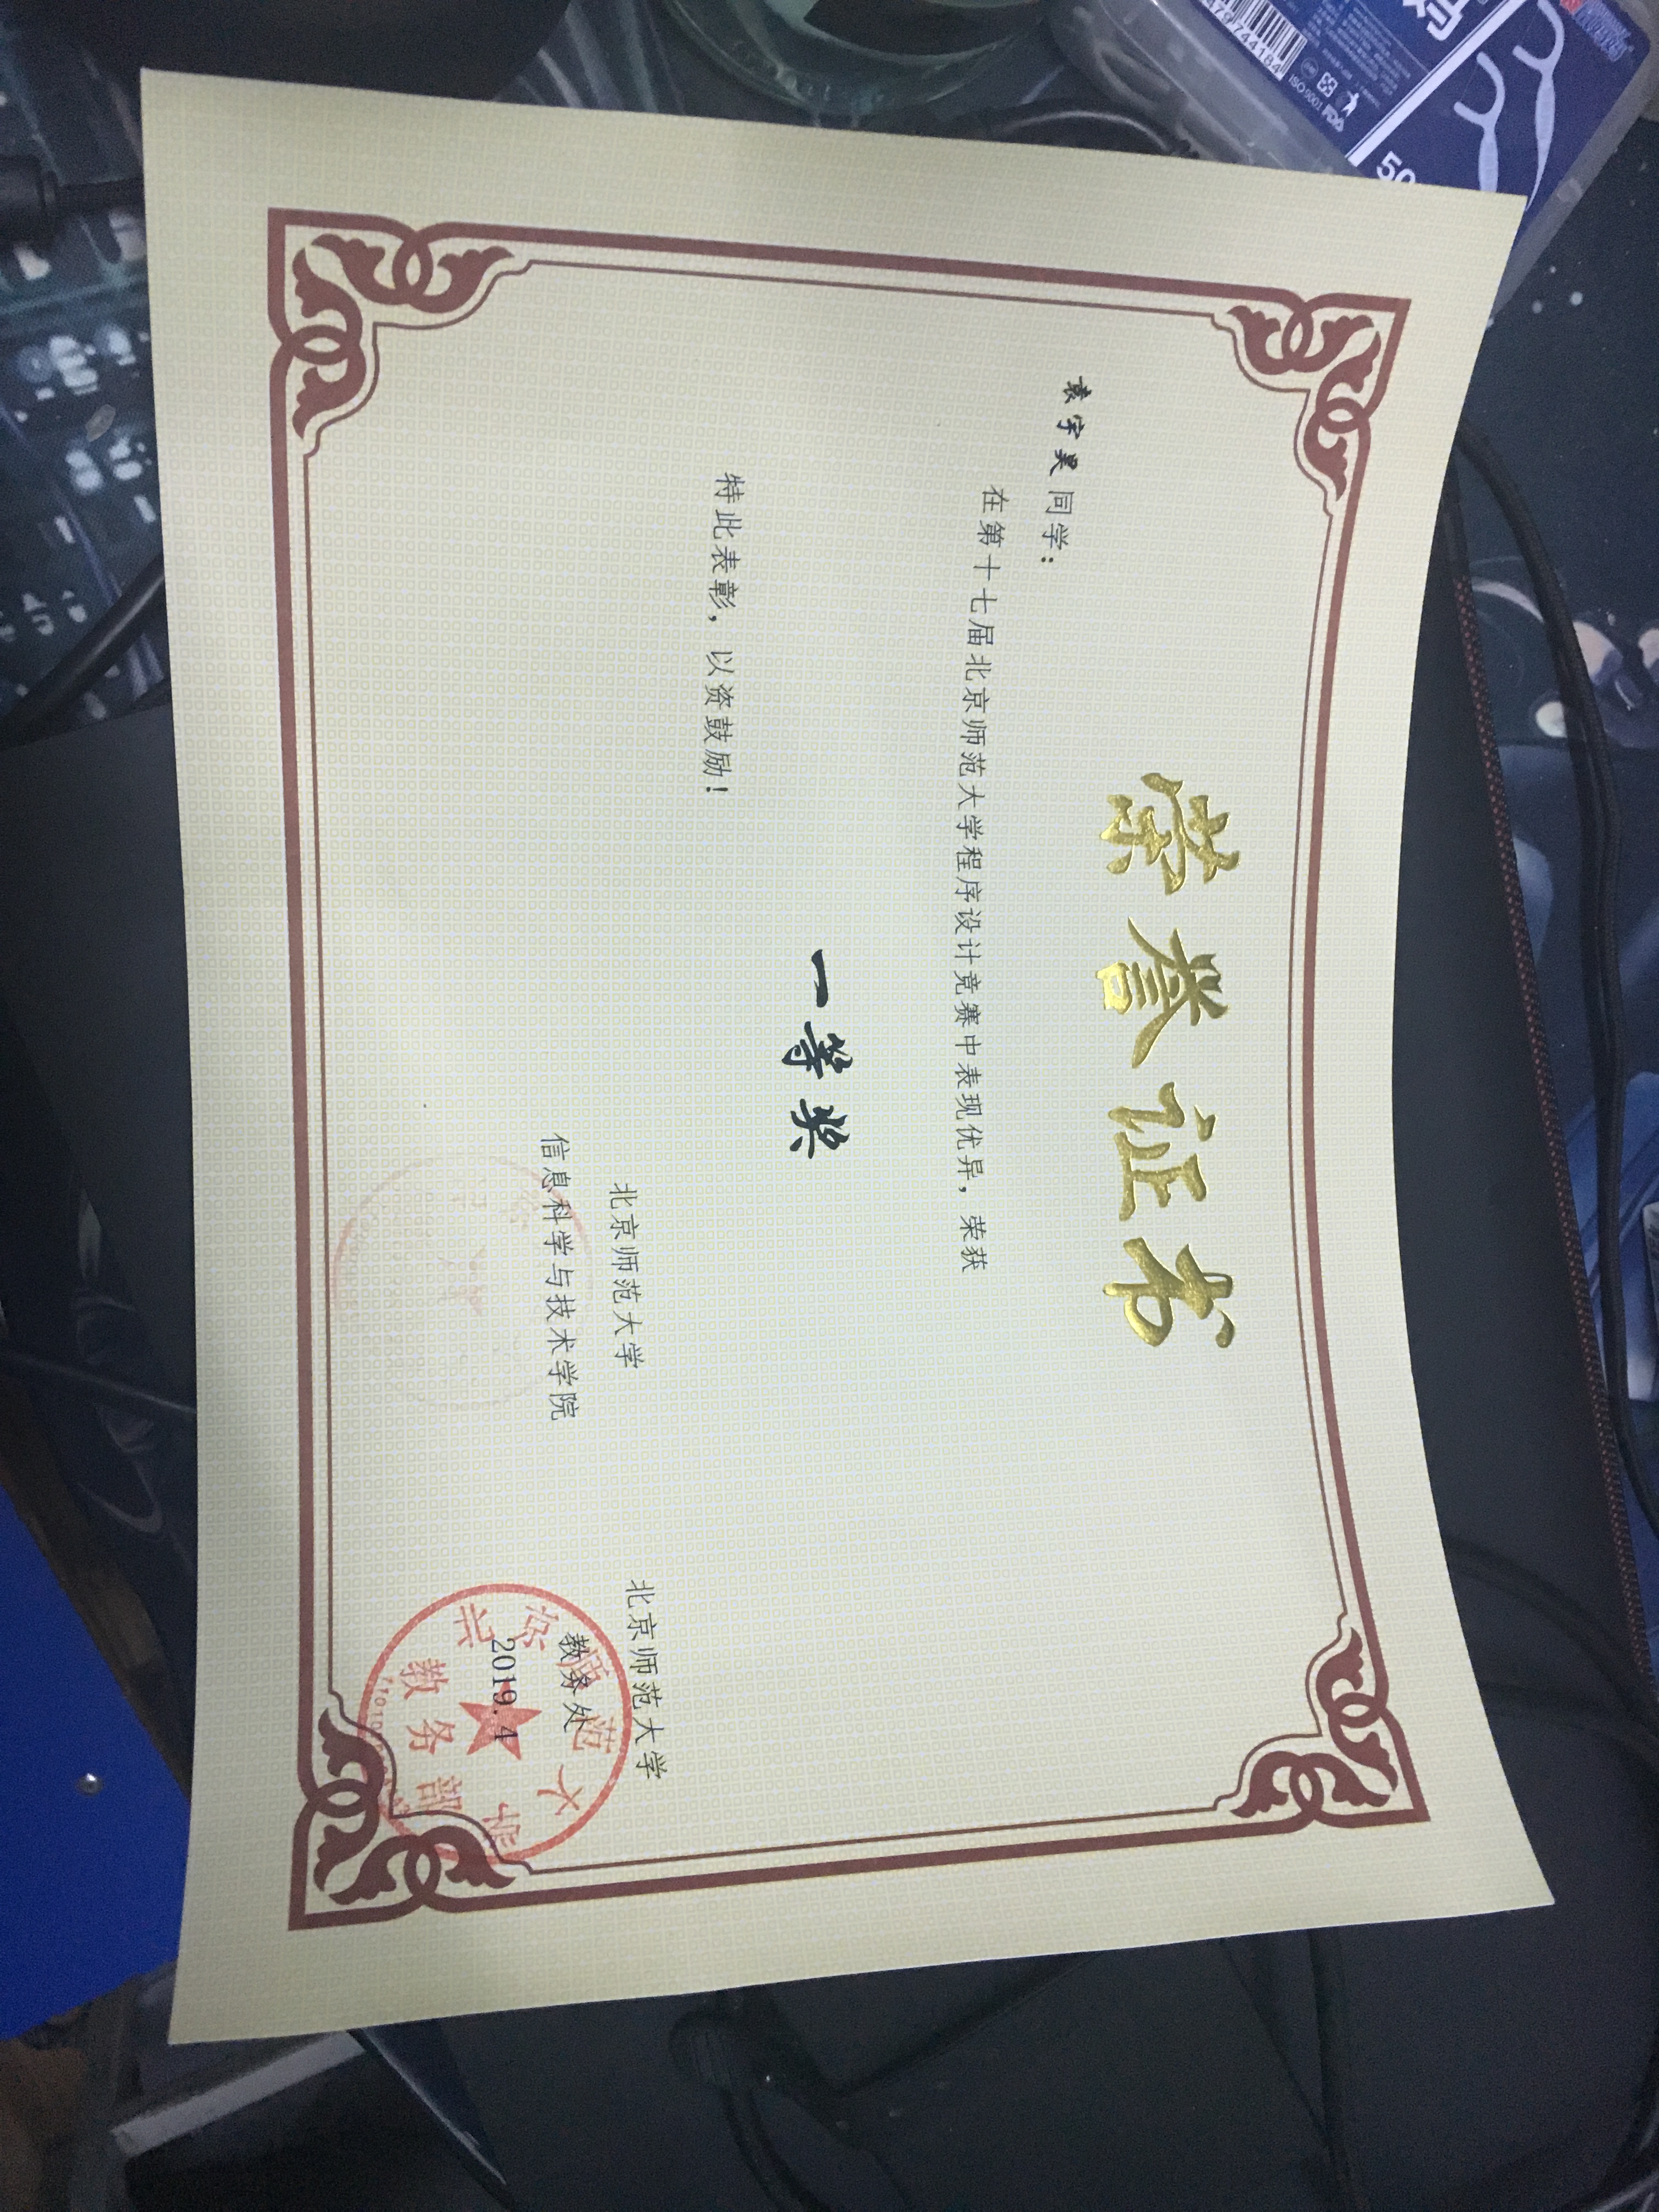 荣誉证书
袁宇昊 同学：
在第十七届北京师范大学程序设计竞赛中表现优异，荣获
一等奖
特此表彰，以资鼓励！
北京师范大学
信息科学与技术学院
北京师范大学
教务处
2019.4
北京师范大学
教务部
50
ISO9001 FDA